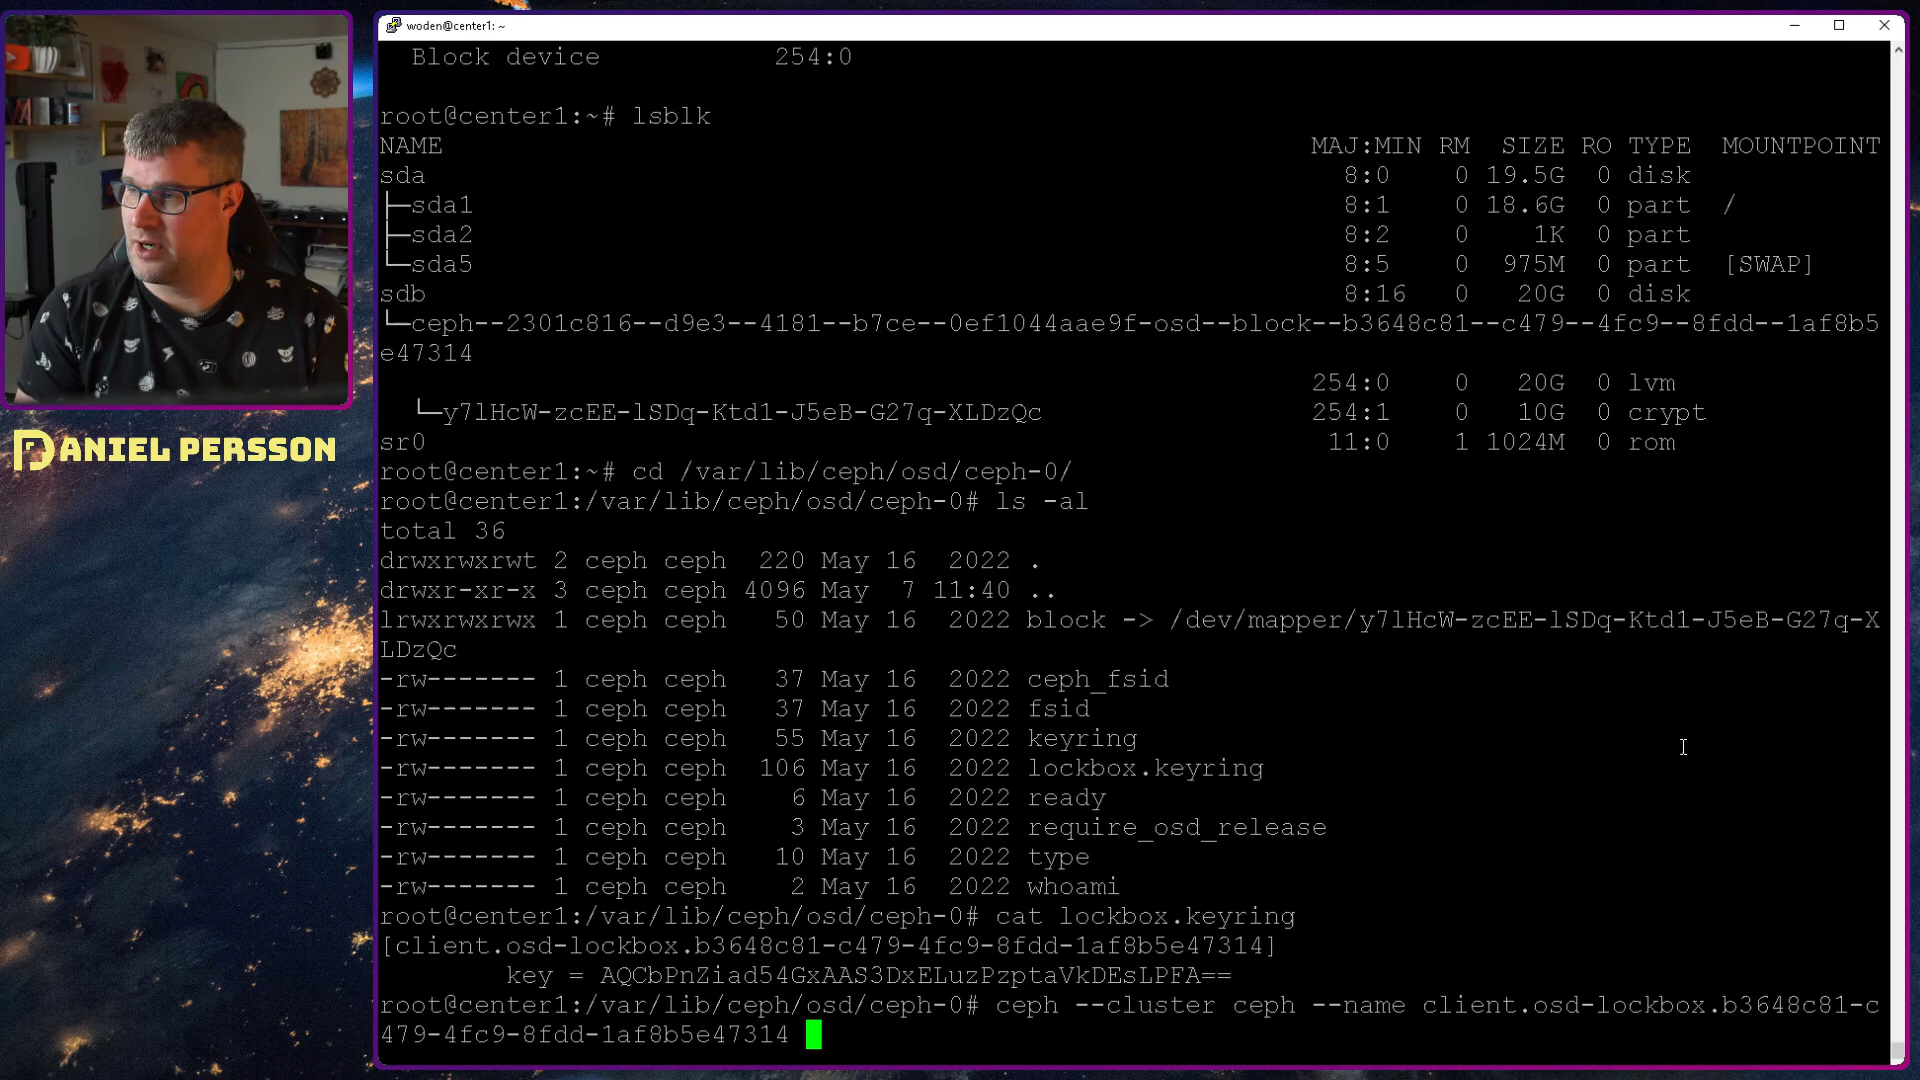 woden@center1: ~
Block device 254:0
root@center1:~# lsblk
NAME MAJ:MIN RM SIZE RO TYPE MOUNTPOINT
sda 8:0 0 19.5G 0 disk
├─sda1 8:1 0 18.6G 0 part /
├─sda2 8:2 0 1K 0 part
└─sda5 8:5 0 975M 0 part [SWAP]
sdb 8:16 0 20G 0 disk
└─ceph--2301c816--d9e3--4181--b7ce--0ef1044aae9f-osd--block--b3648c81--c479--4fc9--8fdd--1af8b5
e47314
254:0 0 20G 0 lvm
└─y7lHcW-zcEE-lSDq-Ktd1-J5eB-G27q-XLDzQc 254:1 0 10G 0 crypt
sr0 11:0 1 1024M 0 rom
root@center1:~# cd /var/lib/ceph/osd/ceph-0/
root@center1:/var/lib/ceph/osd/ceph-0# ls -al
total 36
drwxrwxrwt 2 ceph ceph 220 May 16 2022 .
drwxr-xr-x 3 ceph ceph 4096 May 7 11:40 ..
lrwxrwxrwx 1 ceph ceph 50 May 16 2022 block -> /dev/mapper/y7lHcW-zcEE-lSDq-Ktd1-J5eB-G27q-X
LDzQc
-rw------- 1 ceph ceph 37 May 16 2022 ceph_fsid
-rw------- 1 ceph ceph 37 May 16 2022 fsid
-rw------- 1 ceph ceph 55 May 16 2022 keyring
-rw------- 1 ceph ceph 106 May 16 2022 lockbox.keyring
-rw------- 1 ceph ceph 6 May 16 2022 ready
-rw------- 1 ceph ceph 3 May 16 2022 require_osd_release
-rw------- 1 ceph ceph 10 May 16 2022 type
-rw------- 1 ceph ceph 2 May 16 2022 whoami
root@center1:/var/lib/ceph/osd/ceph-0# cat lockbox.keyring
[client.osd-lockbox.b3648c81-c479-4fc9-8fdd-1af8b5e47314]
key = AQCbPnZiad54GxAAS3DxELuzPzptaVkDEsLPFA==
root@center1:/var/lib/ceph/osd/ceph-0# ceph --cluster ceph --name client.osd-lockbox.b3648c81-c
479-4fc9-8fdd-1af8b5e47314
DANIEL PERSSON